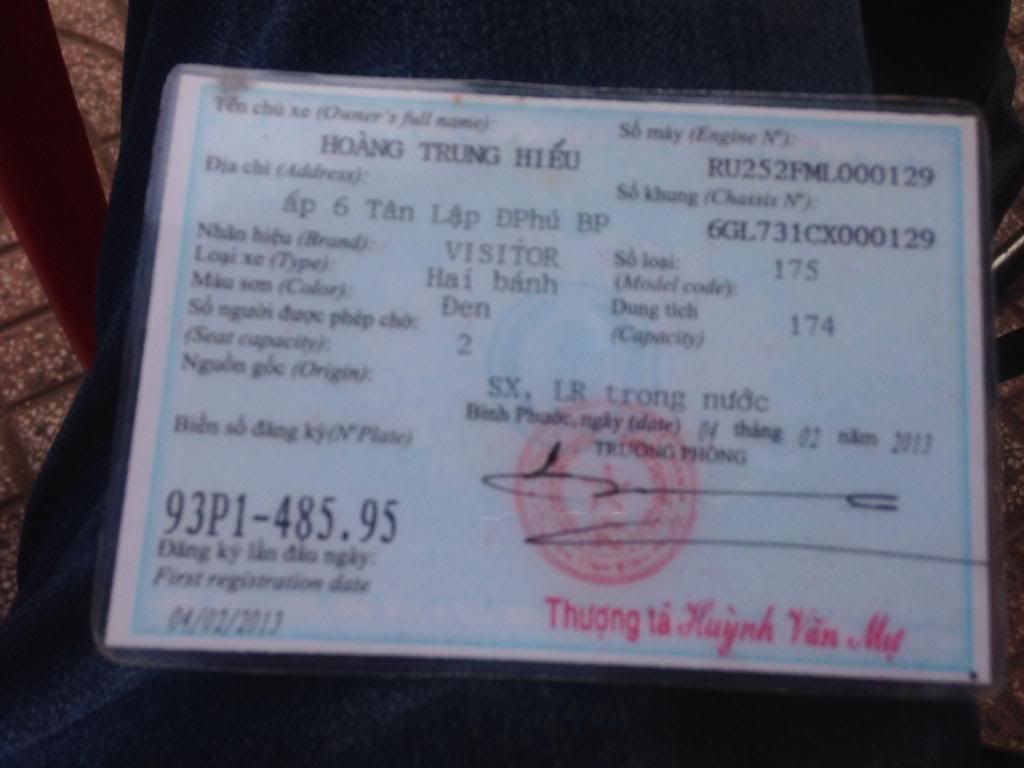 Tên chủ xe (Owner's full name):
HOÀNG TRUNG HIẾU
Địa chỉ (Address):
ấp 6 Tân Lập ĐPhú BP
Nhãn hiệu (Brand): VISITOR
Loại xe (Type): Hai bánh
Màu sơn (Color): Đen
Số người được phép chở: 2
(Seat capacity):
Nguồn gốc (Origin): SX, LR trong nước
Số máy (Engine N°):
RU252FML000129
Số khung (Chassis N°):
6GL731CX000129
Số loại: 175
(Model code):
Dung tích 174
(Capacity)
Bình Phước, ngày (date) 04 tháng 02 năm 2013
TRƯỞNG PHÒNG
Biển số đăng ký(N°Plate)
93P1-485.95
Đăng ký lần đầu ngày:
First registration date
04/02/2013
Thượng tá Huỳnh Văn Mẹt